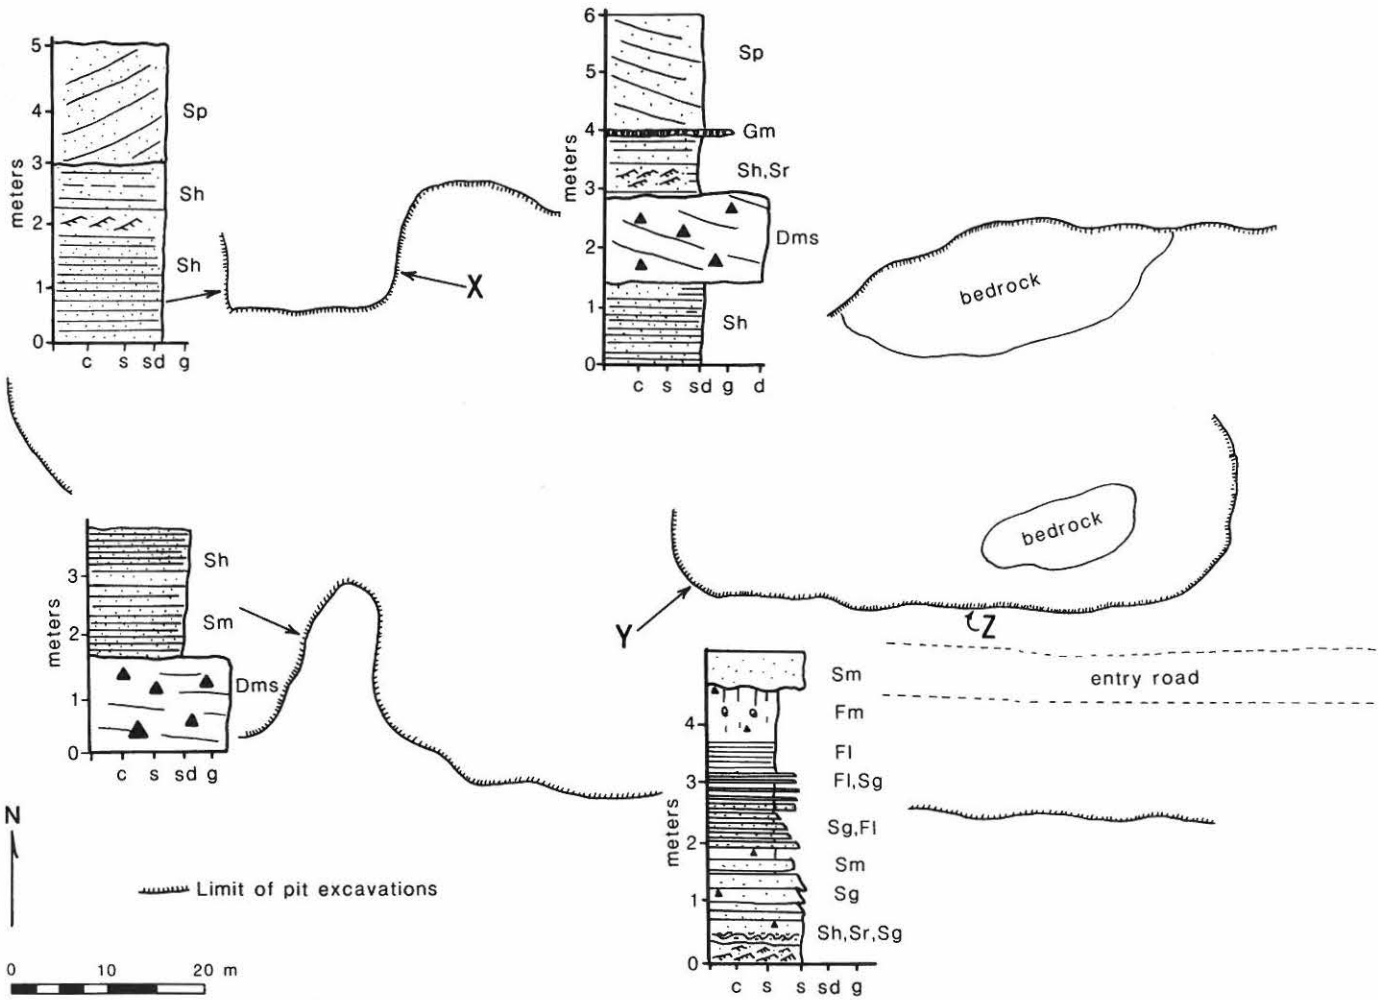 5
4
3
2
1
0
meters
Sp
Sh
Sh
c s sd g
X
6
5
4
3
2
1
0
meters
Sp
Gm
Sh,Sr
Dms
Sh
c s sd g d
bedrock
bedrock
3
2
1
0
meters
Sh
Sm
Dms
c s sd g
Y
Z
entry road
4
3
2
1
0
meters
Sm
Fm
Fl
Fl,Sg
Sg,Fl
Sm
Sg
Sh,Sr,Sg
c s s sd g
N
Limit of pit excavations
0 10 20 m